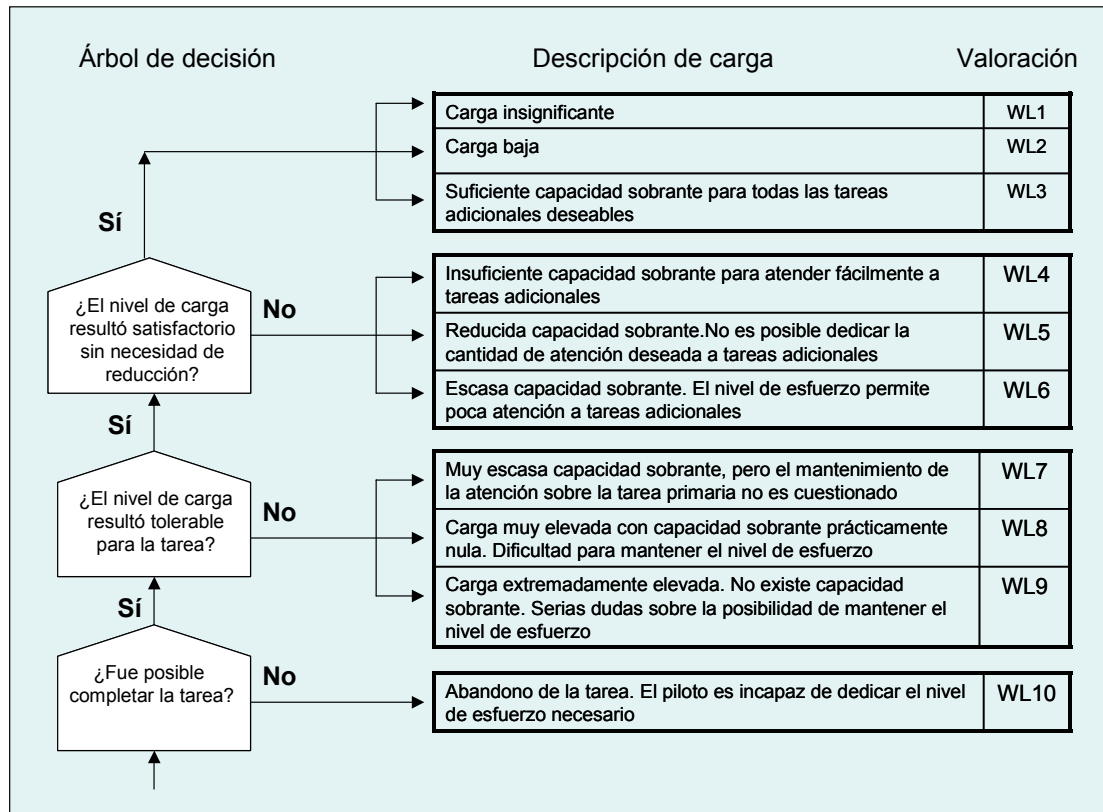 Árbol de decisión
Descripción de carga
Valoración
Carga insignificante
WL1
Carga baja
WL2
Suficiente capacidad sobrante para todas las tareas
adicionales deseables
WL3
Sí
¿El nivel de carga
resultó satisfactorio
sin necesidad de
reducción?
No
Insuficiente capacidad sobrante para atender fácilmente a
tareas adicionales
WL4
Reducida capacidad sobrante.No es posible dedicar la
cantidad de atención deseada a tareas adicionales
WL5
Escasa capacidad sobrante. El nivel de esfuerzo permite
poca atención a tareas adicionales
WL6
Sí
¿El nivel de carga
resultó tolerable
para la tarea?
No
Muy escasa capacidad sobrante, pero el mantenimiento de
la atención sobre la tarea primaria no es cuestionado
WL7
Carga muy elevada con capacidad sobrante prácticamente
nula. Dificultad para mantener el nivel de esfuerzo
WL8
Carga extremadamente elevada. No existe capacidad
sobrante. Serias dudas sobre la posibilidad de mantener el
nivel de esfuerzo
WL9
Sí
¿Fue posible
completar la tarea?
No
Abandono de la tarea. El piloto es incapaz de dedicar el nivel
de esfuerzo necesario
WL10